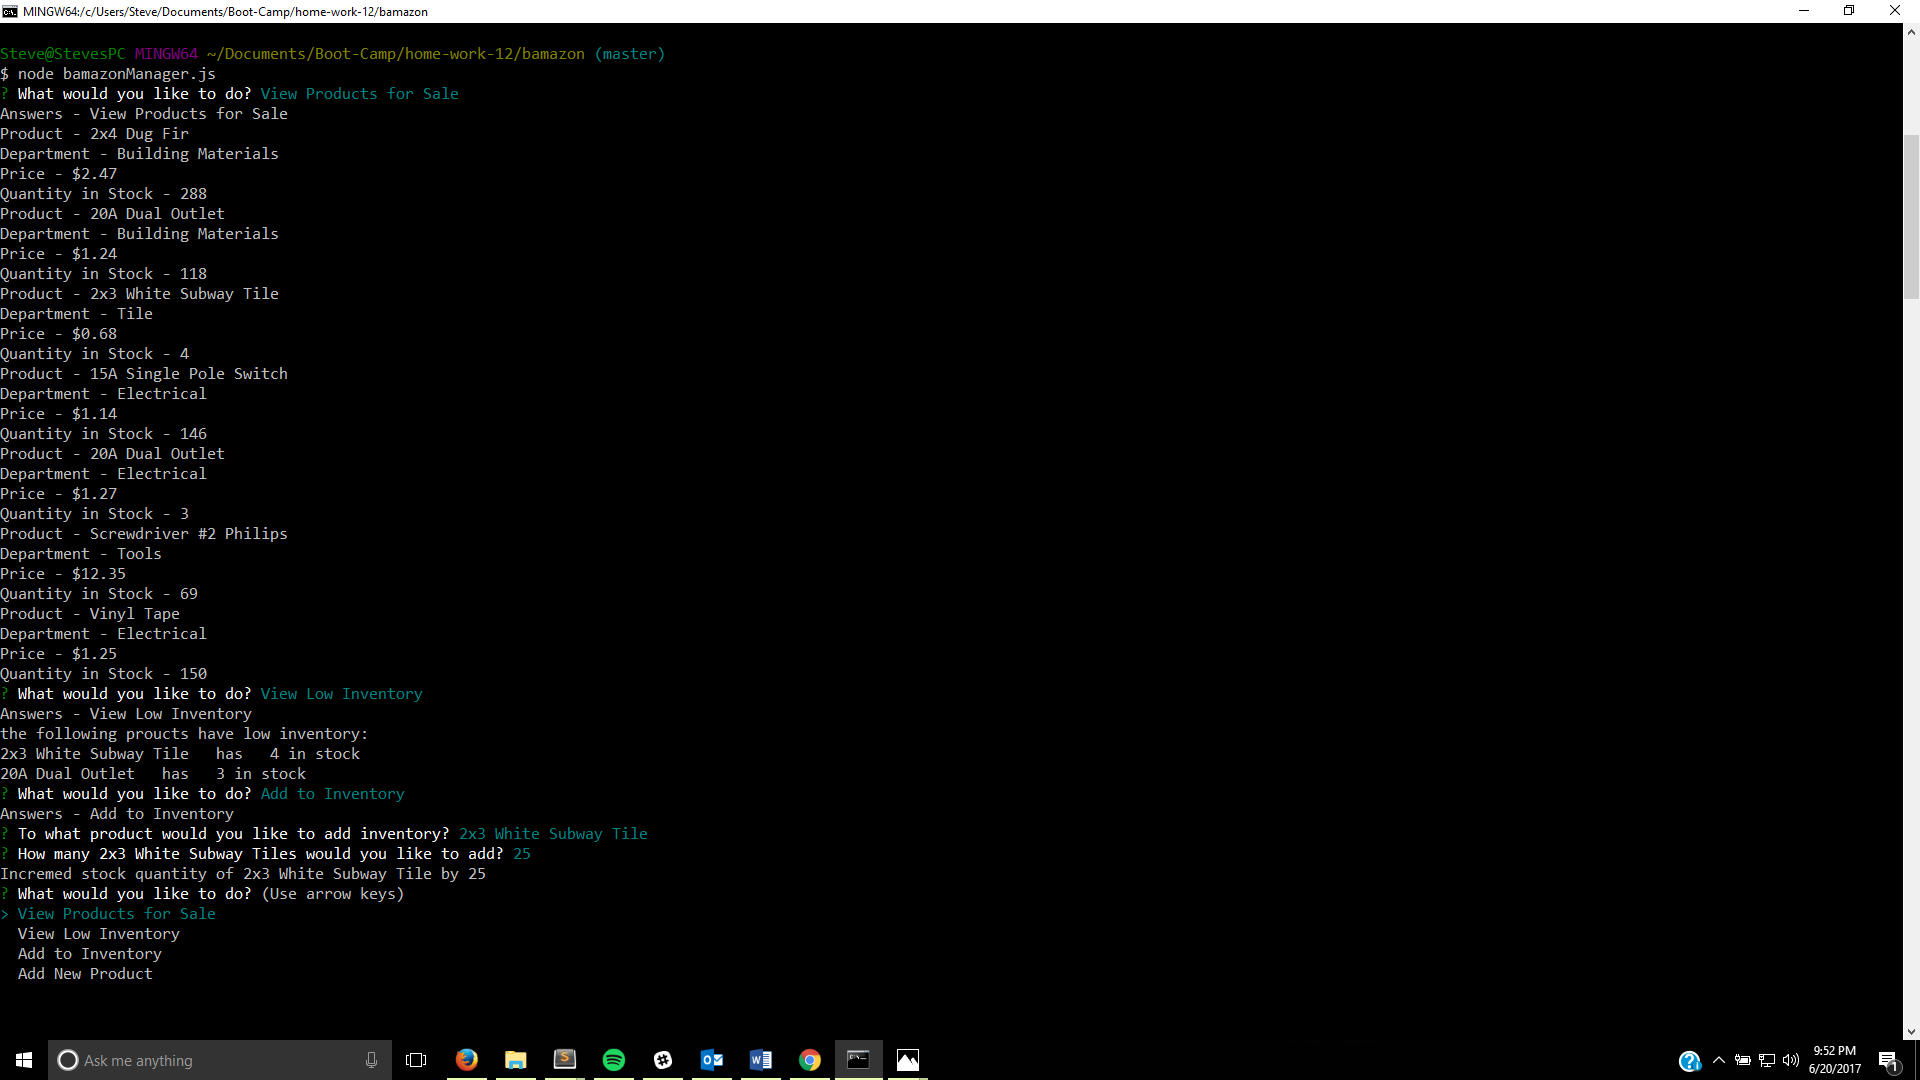 MINGW64:/c/Users/Steve/Documents/Boot-Camp/home-work-12/bamazon
Steve@StevesPC MINGW64 ~/Documents/Boot-Camp/home-work-12/bamazon (master)
$ node bamazonManager.js
? What would you like to do? View Products for Sale
Answers - View Products for Sale
Product - 2x4 Dug Fir
Department - Building Materials
Price - $2.47
Quantity in Stock - 288
Product - 20A Dual Outlet
Department - Building Materials
Price - $1.24
Quantity in Stock - 118
Product - 2x3 White Subway Tile
Department - Tile
Price - $0.68
Quantity in Stock - 4
Product - 15A Single Pole Switch
Department - Electrical
Price - $1.14
Quantity in Stock - 146
Product - 20A Dual Outlet
Department - Electrical
Price - $1.27
Quantity in Stock - 3
Product - Screwdriver #2 Philips
Department - Tools
Price - $12.35
Quantity in Stock - 69
Product - Vinyl Tape
Department - Electrical
Price - $1.25
Quantity in Stock - 150
? What would you like to do? View Low Inventory
Answers - View Low Inventory
the following proucts have low inventory:
2x3 White Subway Tile   has   4 in stock
20A Dual Outlet   has   3 in stock
? What would you like to do? Add to Inventory
Answers - Add to Inventory
? To what product would you like to add inventory? 2x3 White Subway Tile
? How many 2x3 White Subway Tiles would you like to add? 25
Incremed stock quantity of 2x3 White Subway Tile by 25
? What would you like to do? (Use arrow keys)
> View Products for Sale
  View Low Inventory
  Add to Inventory
  Add New Product
Ask me anything
9:52 PM
6/20/2017
1